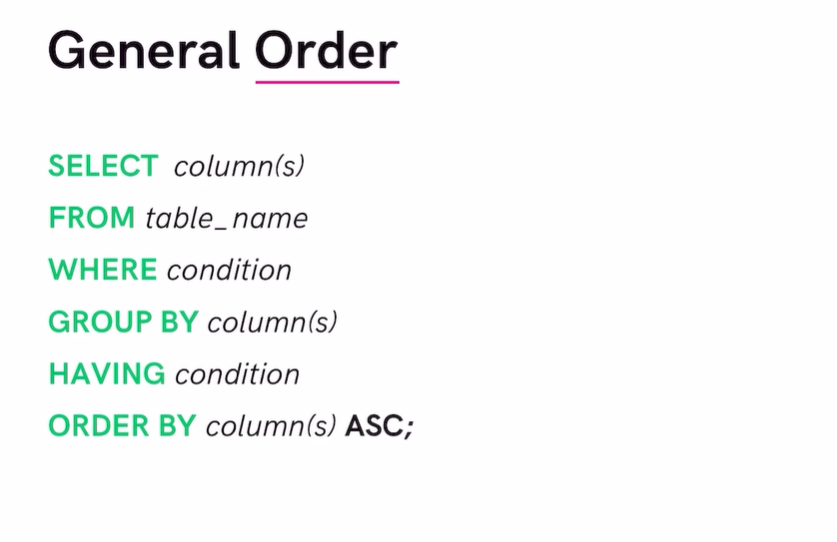 General Order
SELECT column(s)
FROM table_name
WHERE condition
GROUP BY column(s)
HAVING condition
ORDER BY column(s) ASC;